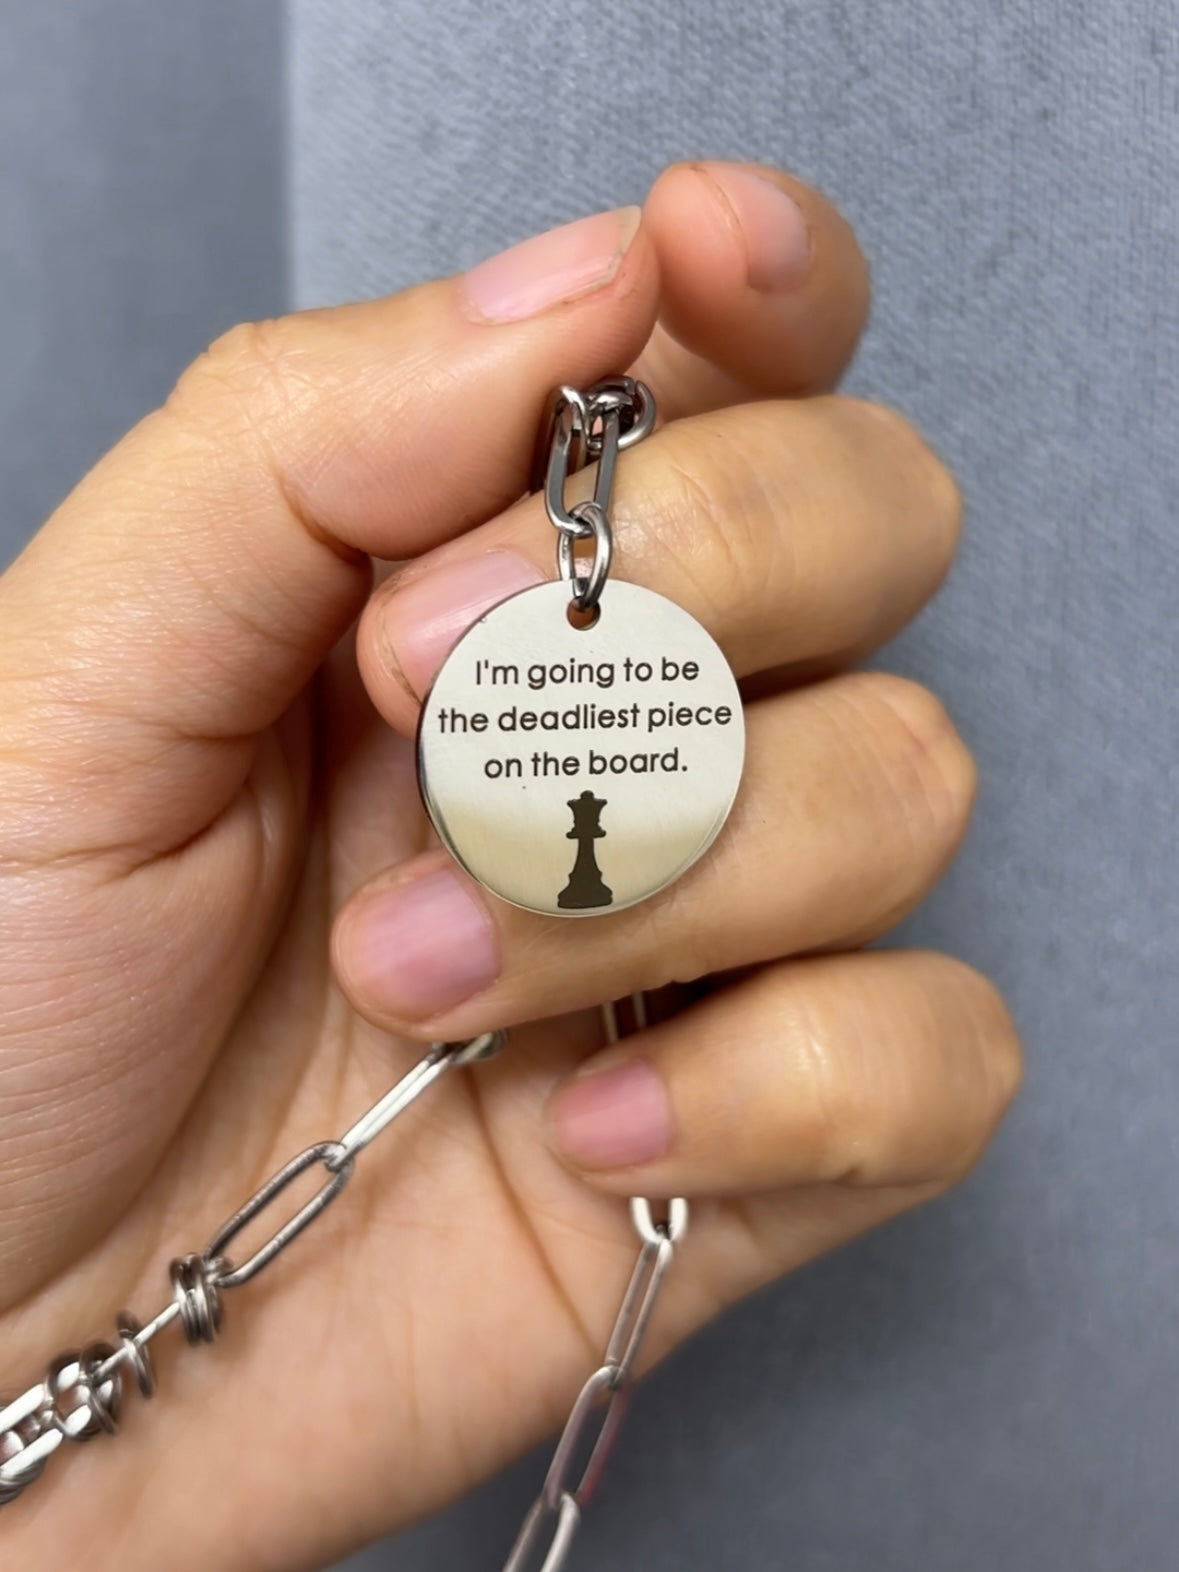 I'm going to be
the deadliest piece
on the board.